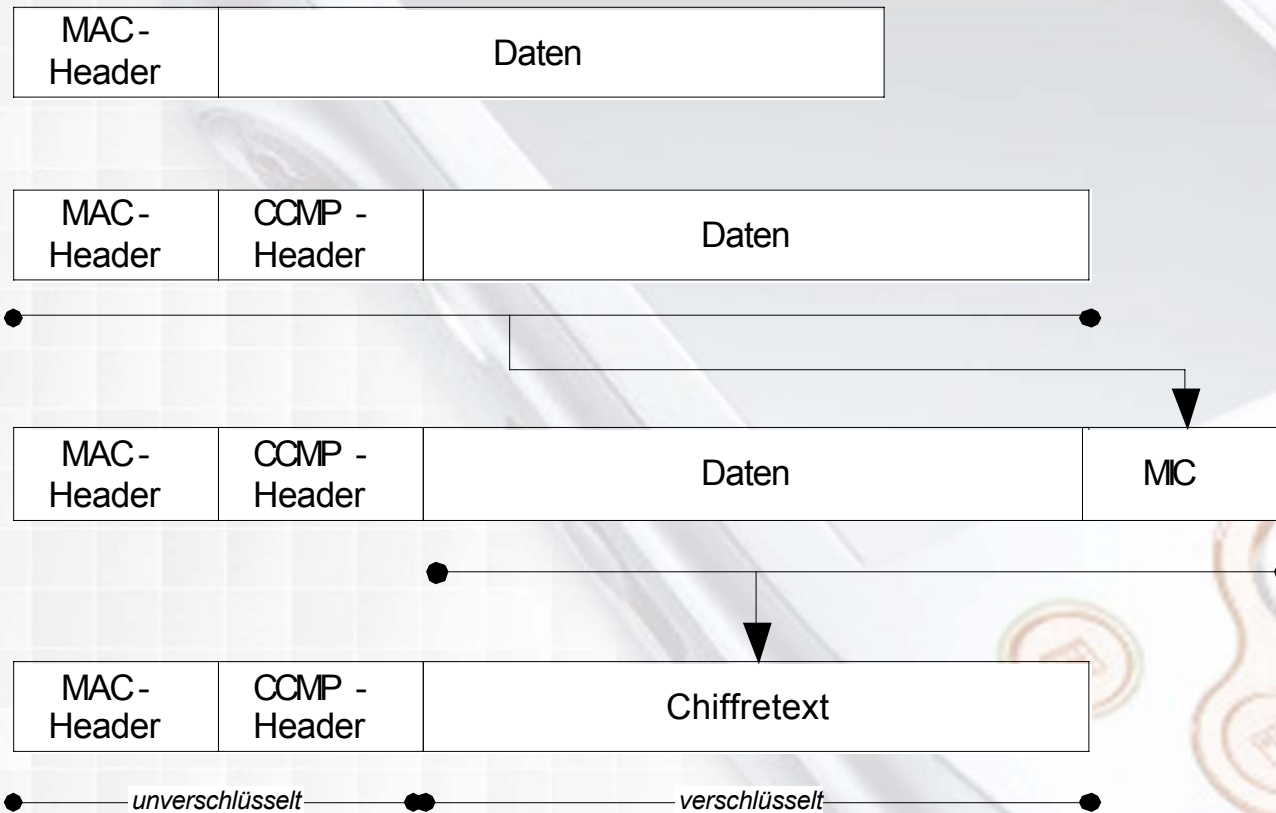 MAC-
Header
Daten
MAC-
Header
CCMP -
Header
Daten
MAC-
Header
CCMP -
Header
Daten
MIC
MAC-
Header
CCMP -
Header
Chiffretext
unverschlüsselt
verschlüsselt